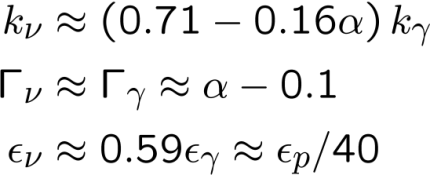 k_ν ≈ (0.71 − 0.16α) k_γ
Γ_ν ≈ Γ_γ ≈ α − 0.1
ϵ_ν ≈ 0.59ϵ_γ ≈ ϵ_p/40